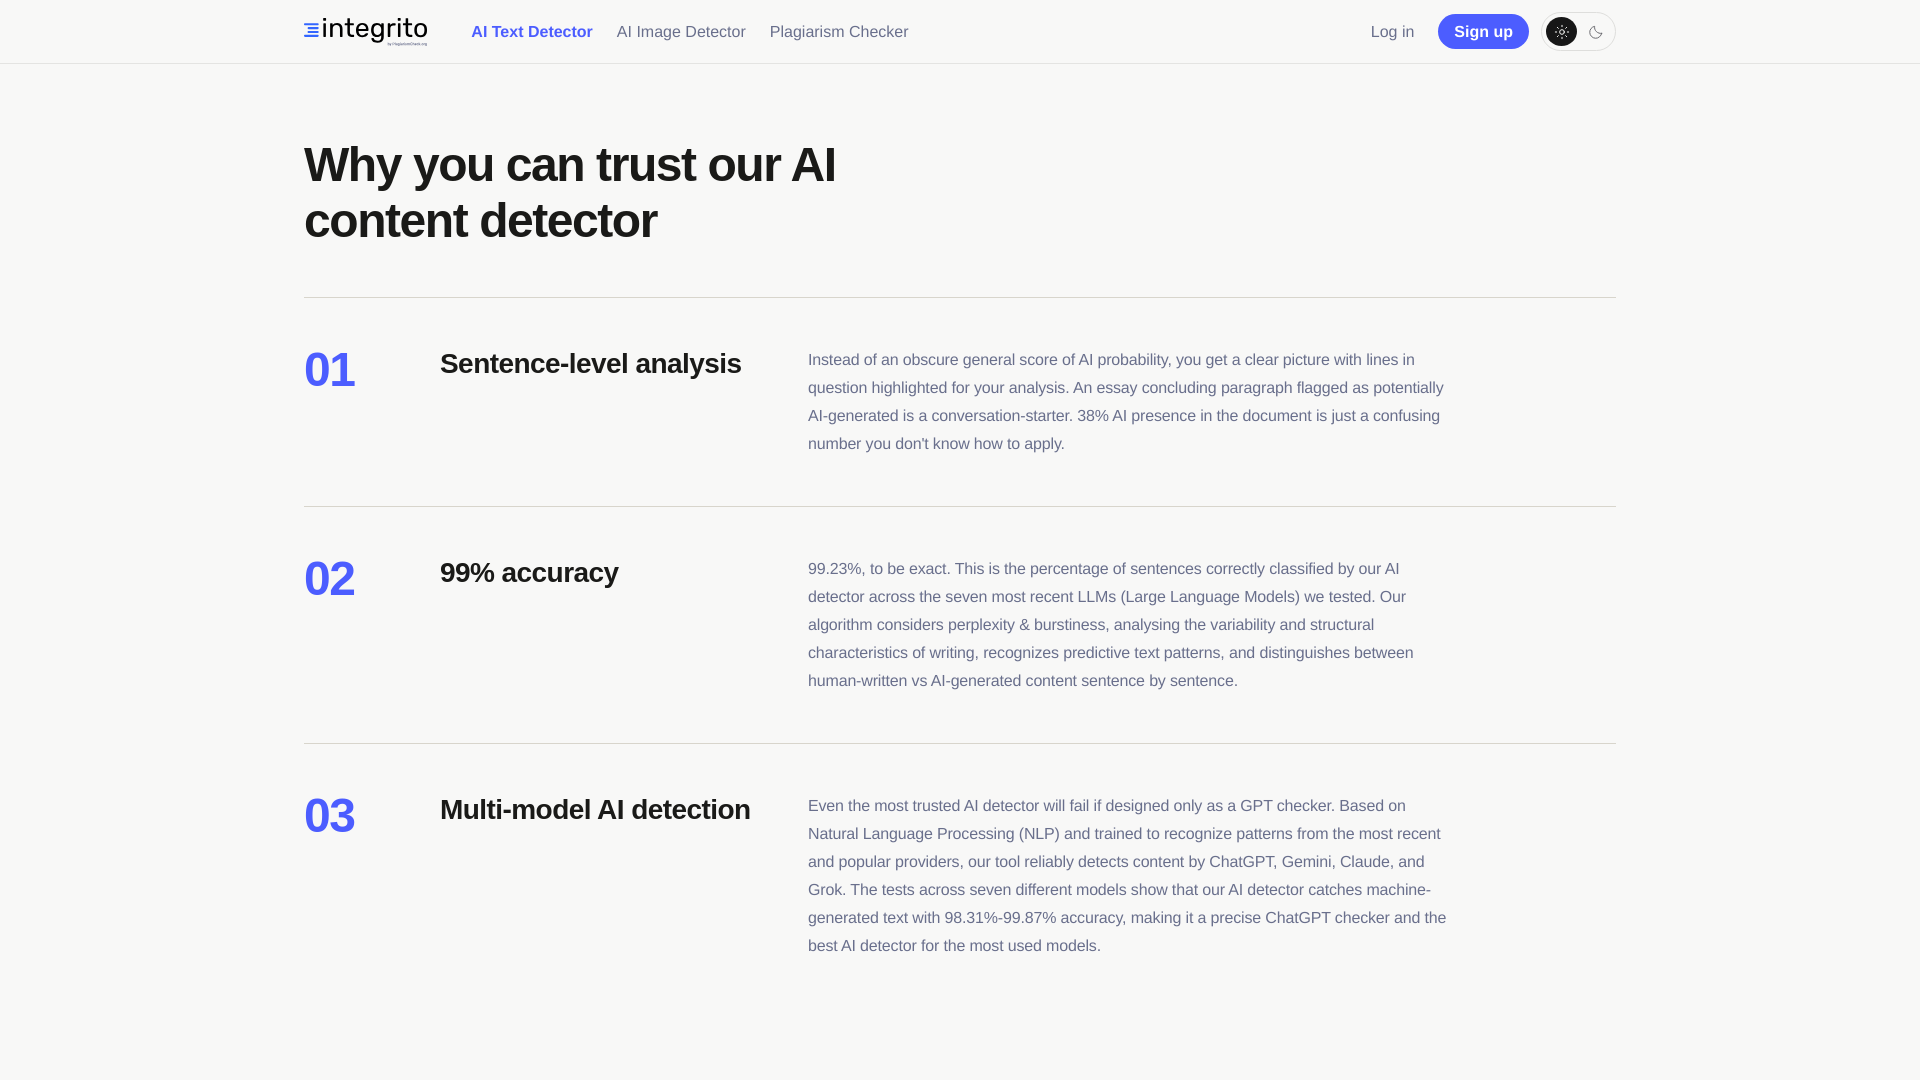 integrito
by PlagiarismCheck.org
AI Text Detector
AI Image Detector
Plagiarism Checker
Log in
Sign up
Why you can trust our AI
content detector
01
Sentence-level analysis
Instead of an obscure general score of AI probability, you get a clear picture with lines in
question highlighted for your analysis. An essay concluding paragraph flagged as potentially
AI-generated is a conversation-starter. 38% AI presence in the document is just a confusing
number you don't know how to apply.
02
99% accuracy
99.23%, to be exact. This is the percentage of sentences correctly classified by our AI
detector across the seven most recent LLMs (Large Language Models) we tested. Our
algorithm considers perplexity & burstiness, analysing the variability and structural
characteristics of writing, recognizes predictive text patterns, and distinguishes between
human-written vs AI-generated content sentence by sentence.
03
Multi-model AI detection
Even the most trusted AI detector will fail if designed only as a GPT checker. Based on
Natural Language Processing (NLP) and trained to recognize patterns from the most recent
and popular providers, our tool reliably detects content by ChatGPT, Gemini, Claude, and
Grok. The tests across seven different models show that our AI detector catches machine-
generated text with 98.31%-99.87% accuracy, making it a precise ChatGPT checker and the
best AI detector for the most used models.